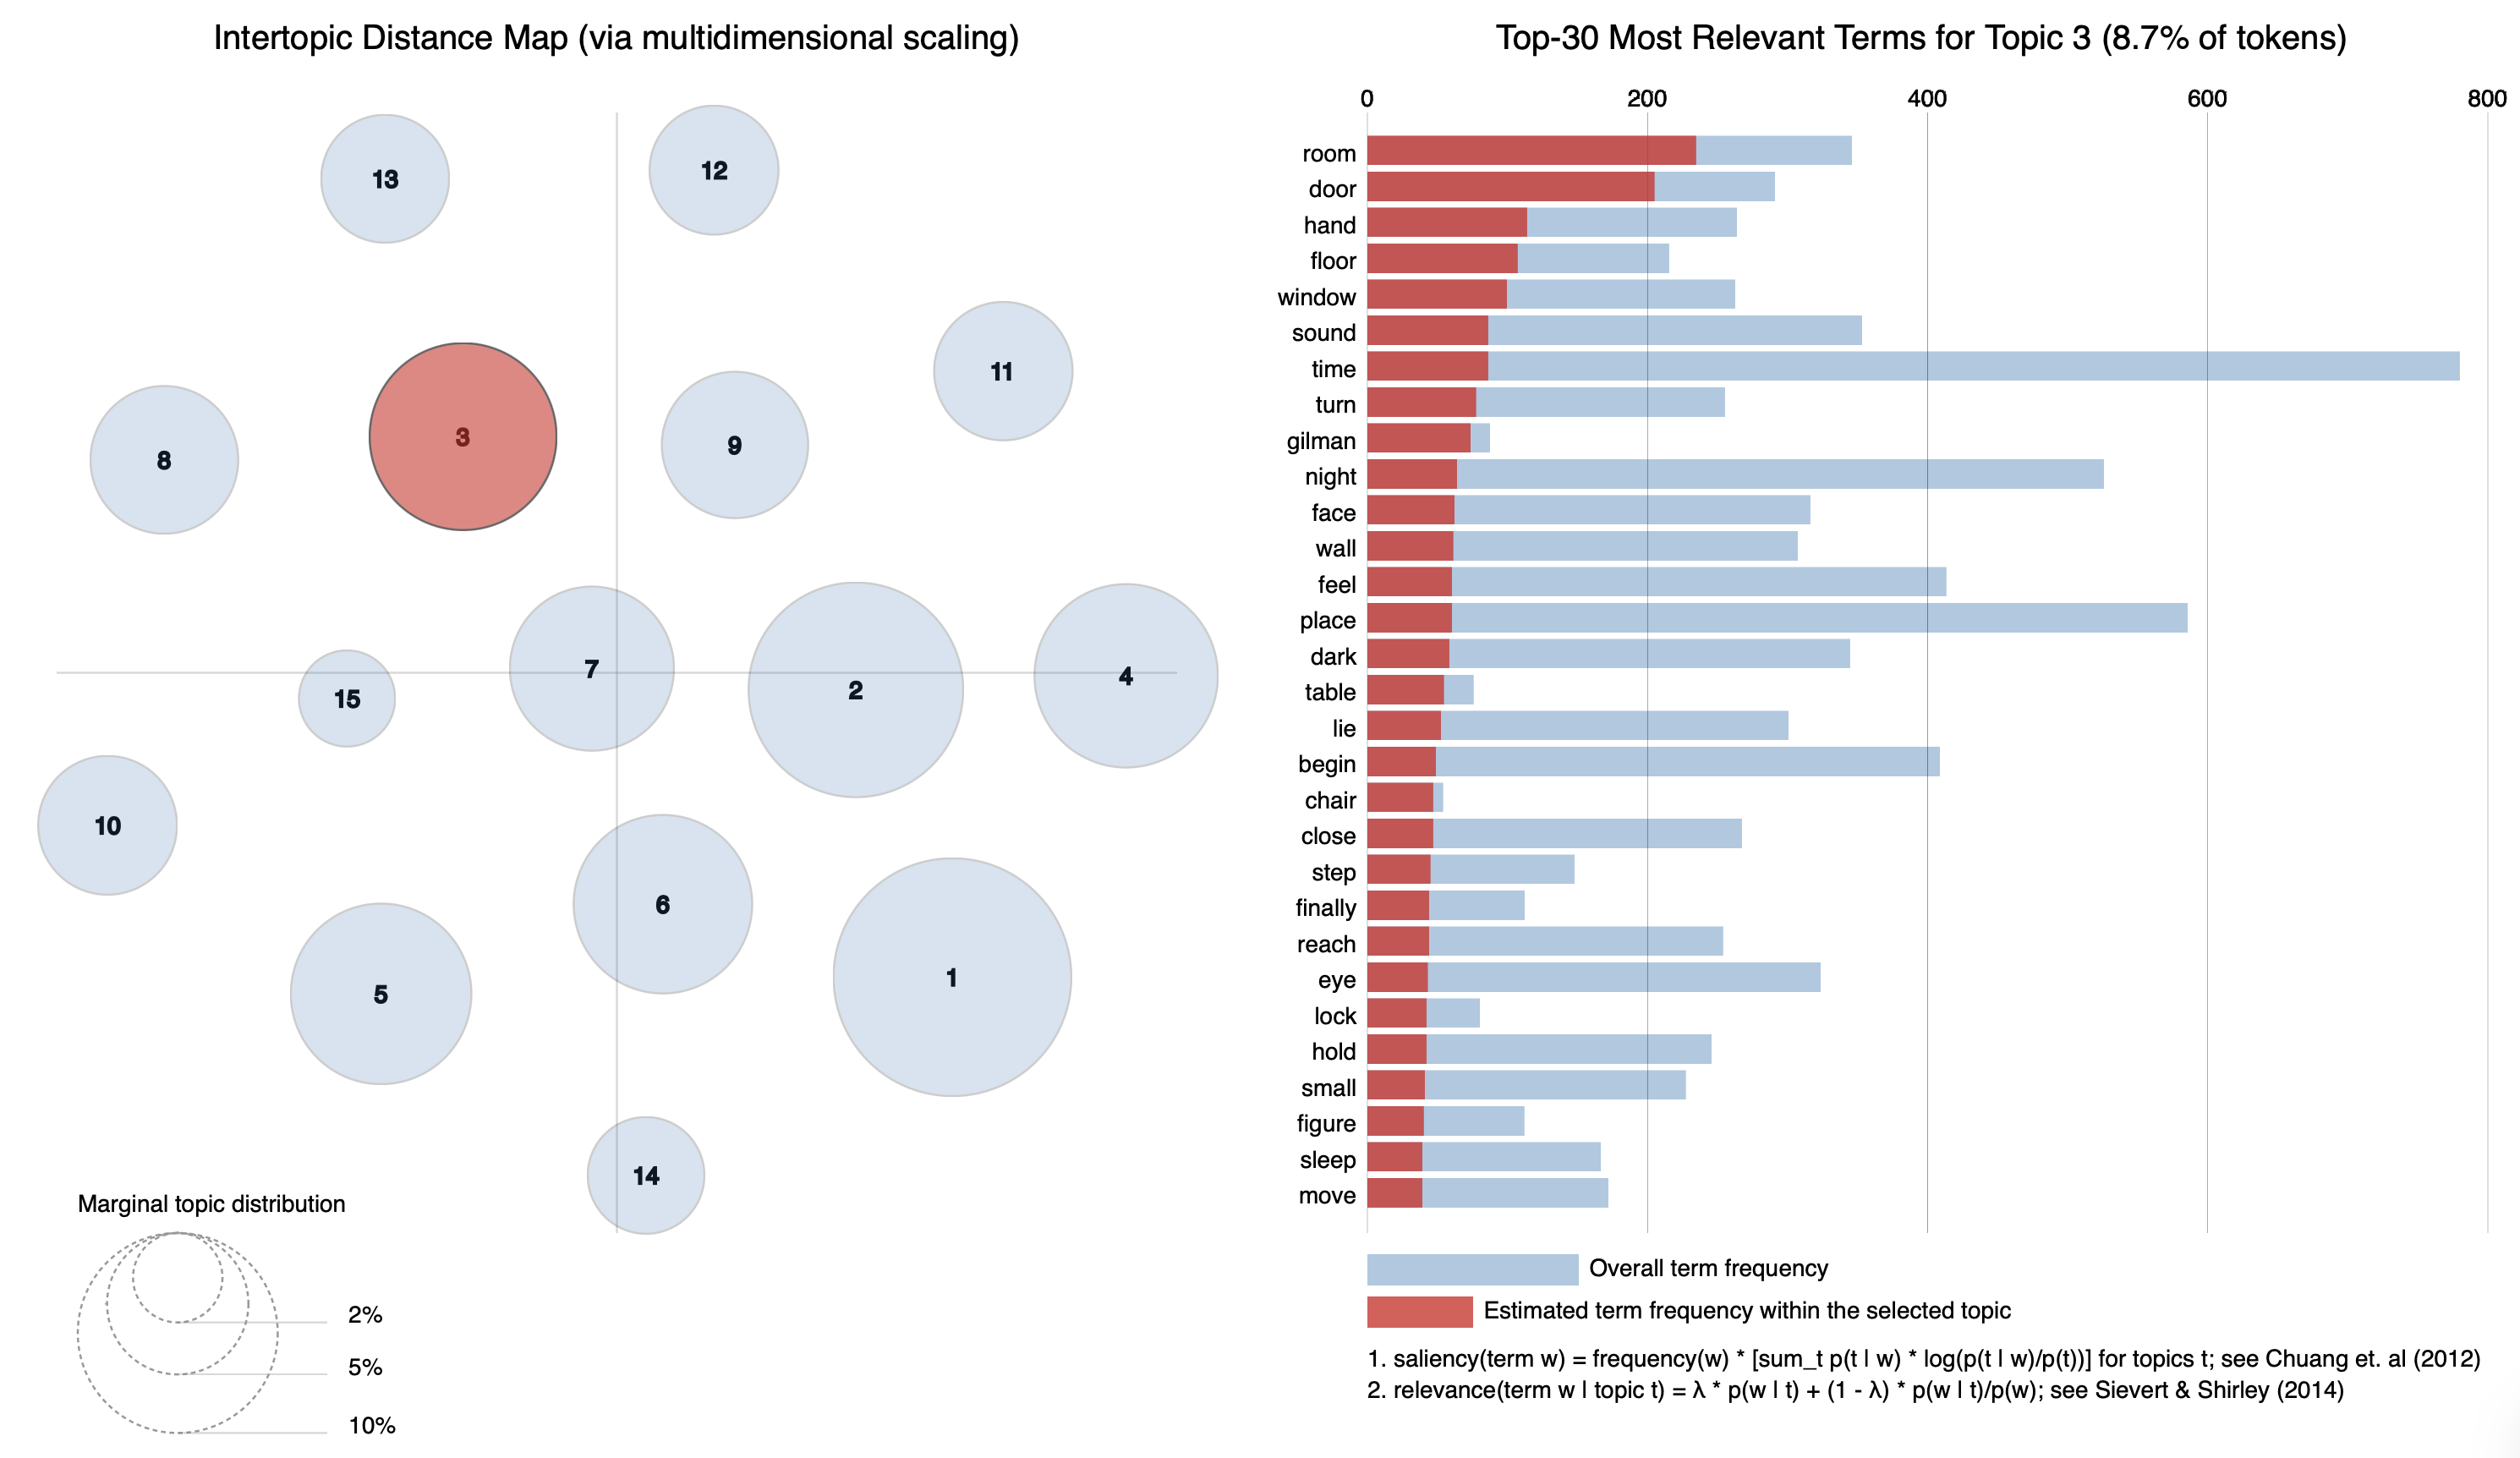 Intertopic Distance Map (via multidimensional scaling)
13
12
11
3
9
8
7
2
4
15
10
6
1
5
14
Marginal topic distribution
2%
5%
10%
Top-30 Most Relevant Terms for Topic 3 (8.7% of tokens)
0 200 400 600 800
room
door
hand
floor
window
sound
time
turn
gilman
night
face
wall
feel
place
dark
table
lie
begin
chair
close
step
finally
reach
eye
lock
hold
small
figure
sleep
move
Overall term frequency
Estimated term frequency within the selected topic
1. saliency(term w) = frequency(w) * [sum_t p(t | w) * log(p(t | w)/p(t))] for topics t; see Chuang et. al (2012)
2. relevance(term w | topic t) = λ * p(w | t) + (1 - λ) * p(w | t)/p(w); see Sievert & Shirley (2014)